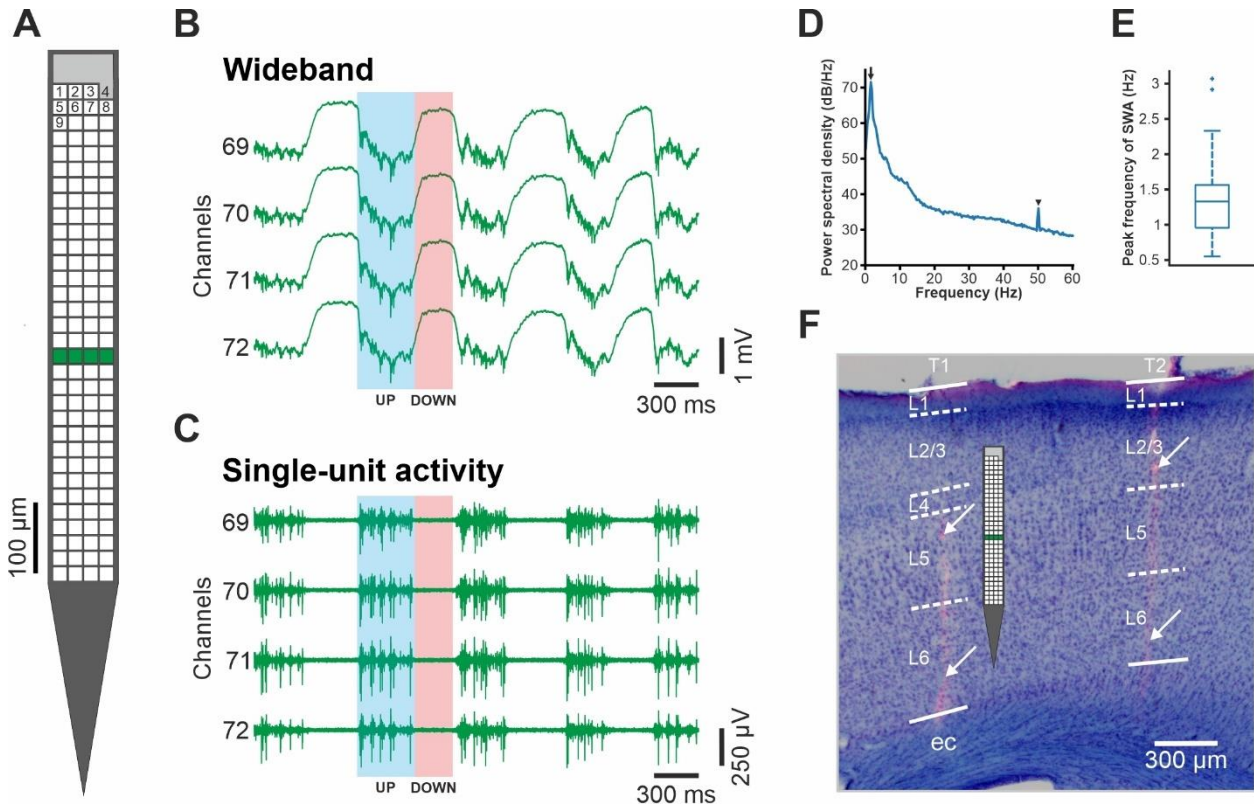 A
1 2 3 4
5 6 7 8
9
100 µm
B
Wideband
Channels
69
70
71
72
UP DOWN
1 mV
300 ms
C
Single-unit activity
Channels
69
70
71
72
UP DOWN
250 µV
300 ms
D
Power spectral density (dB/Hz)
70
60
50
40
30
20
0 10 20 30 40 50 60
Frequency (Hz)
E
Peak frequency of SWA (Hz)
3
2.5
2
1.5
1
0.5
F
T1 T2
L1 L1
L2/3 L2/3
L4
L5 L5
L6 L6
ec
300 µm